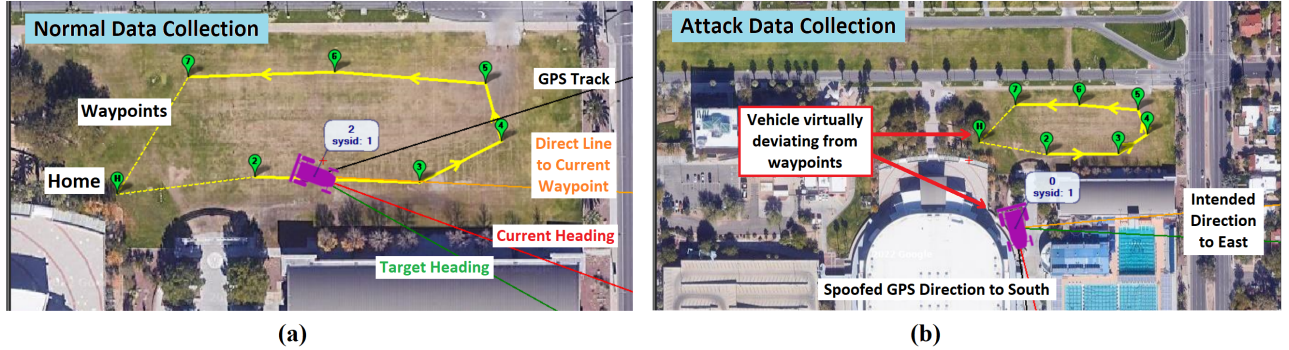 Normal Data Collection
7
6
5
GPS Track
Waypoints
2
sysid: 1
4
Direct Line
to Current
Waypoint
2
3
Home
H
Current Heading
Target Heading
(a)
Attack Data Collection
7
6
5
Vehicle virtually
deviating from
waypoints
H
4
2
3
0
sysid: 1
Intended
Direction
to East
Spoofed GPS Direction to South
(b)